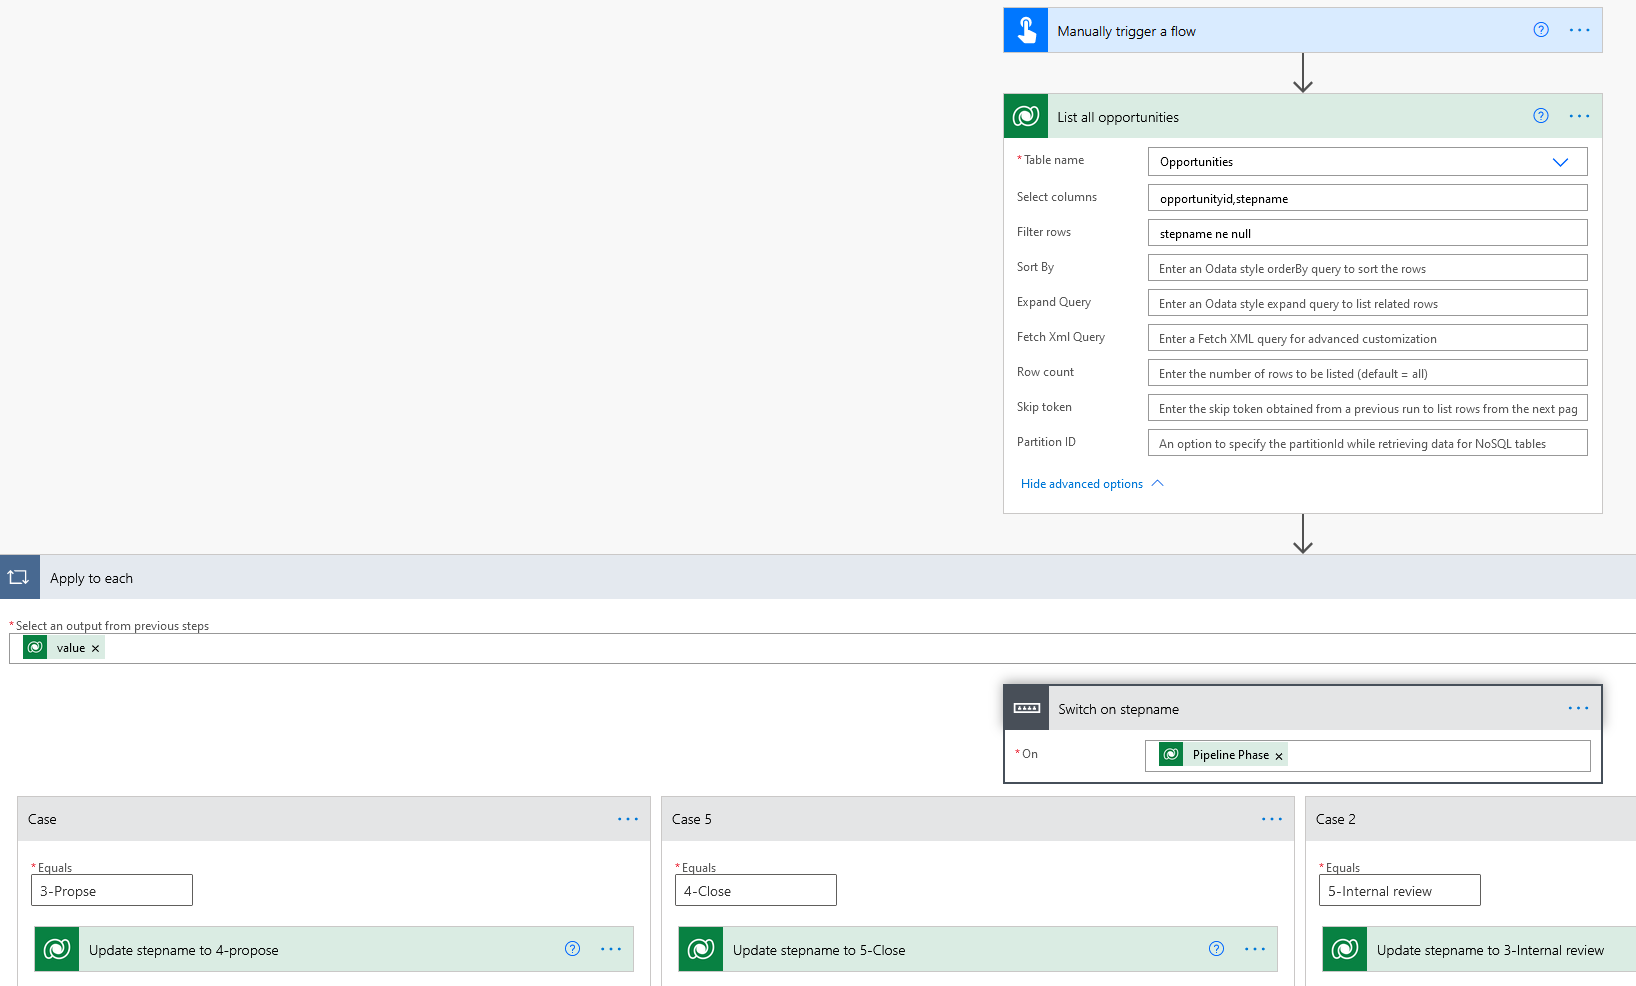 Manually trigger a flow
List all opportunities
* Table name
Opportunities
Select columns
opportunityid,stepname
Filter rows
stepname ne null
Sort By
Enter an Odata style orderBy query to sort the rows
Expand Query
Enter an Odata style expand query to list related rows
Fetch Xml Query
Enter a Fetch XML query for advanced customization
Row count
Enter the number of rows to be listed (default = all)
Skip token
Enter the skip token obtained from a previous run to list rows from the next pag
Partition ID
An option to specify the partitionId while retrieving data for NoSQL tables
Hide advanced options
Apply to each
* Select an output from previous steps
value ×
Switch on stepname
* On
Pipeline Phase ×
Case
* Equals
3-Propse
Update stepname to 4-propose
Case 5
* Equals
4-Close
Update stepname to 5-Close
Case 2
* Equals
5-Internal review
Update stepname to 3-Internal review